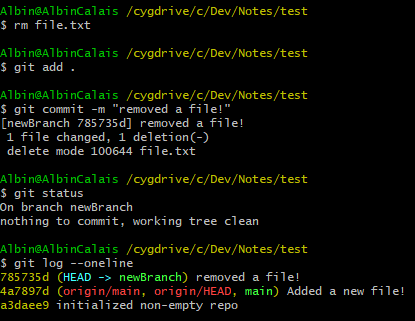 Albin@AlbinCalais /cygdrive/c/Dev/Notes/test
$ rm file.txt
Albin@AlbinCalais /cygdrive/c/Dev/Notes/test
$ git add .
Albin@AlbinCalais /cygdrive/c/Dev/Notes/test
$ git commit -m "removed a file!"
[newBranch 785735d] removed a file!
 1 file changed, 1 deletion(-)
 delete mode 100644 file.txt
Albin@AlbinCalais /cygdrive/c/Dev/Notes/test
$ git status
On branch newBranch
nothing to commit, working tree clean
Albin@AlbinCalais /cygdrive/c/Dev/Notes/test
$ git log --oneline
785735d (HEAD -> newBranch) removed a file!
4a7897d (origin/main, origin/HEAD, main) Added a new file!
a3daee9 initialized non-empty repo